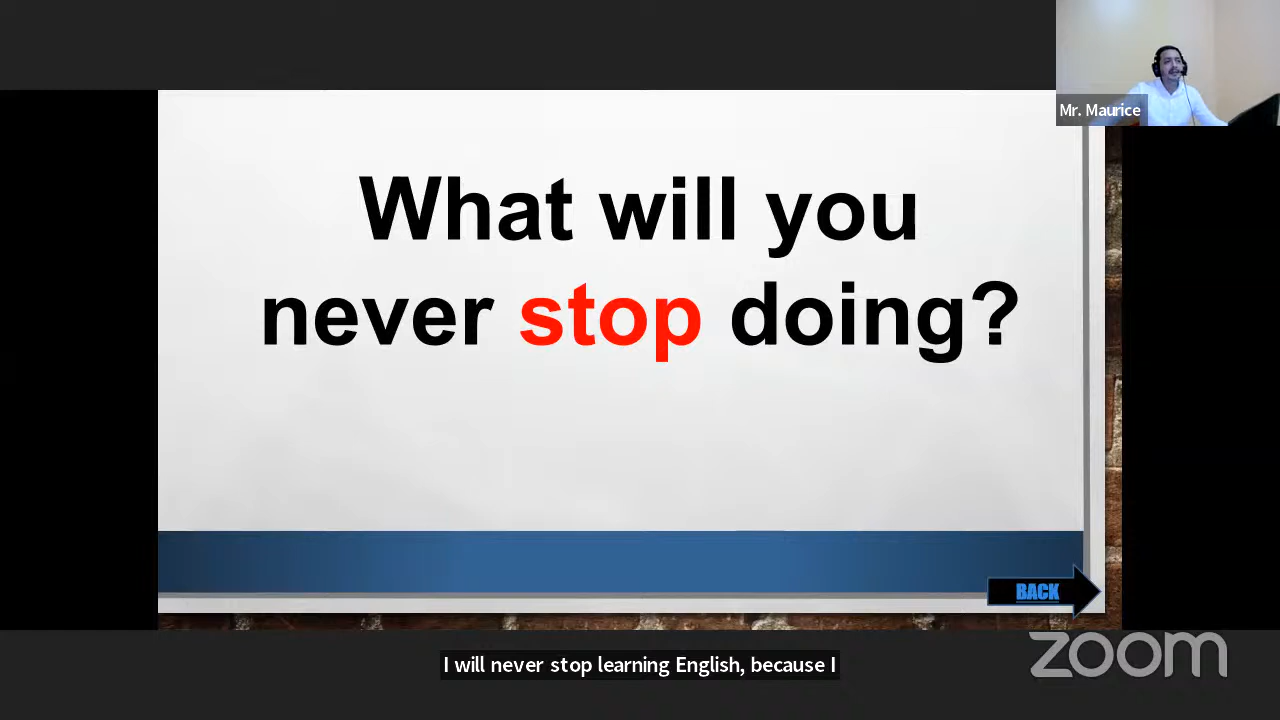 Mr. Maurice
What will you
never stop doing?
BACK
I will never stop learning English, because I
zoom